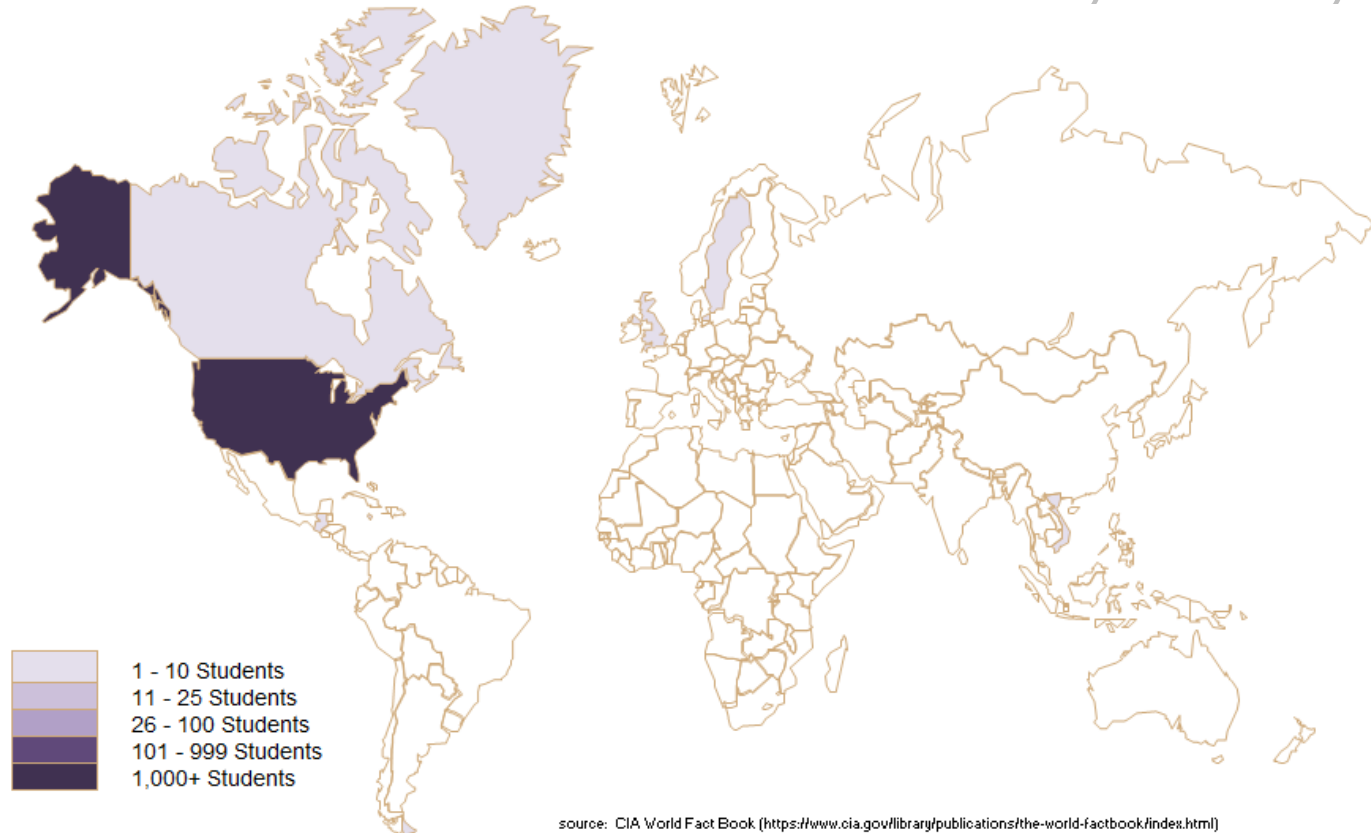 1 - 10 Students
11 - 25 Students
26 - 100 Students
101 - 999 Students
1,000+ Students
source: CIA World Fact Book (https://www.cia.gov/library/publications/the-world-factbook/index.html)